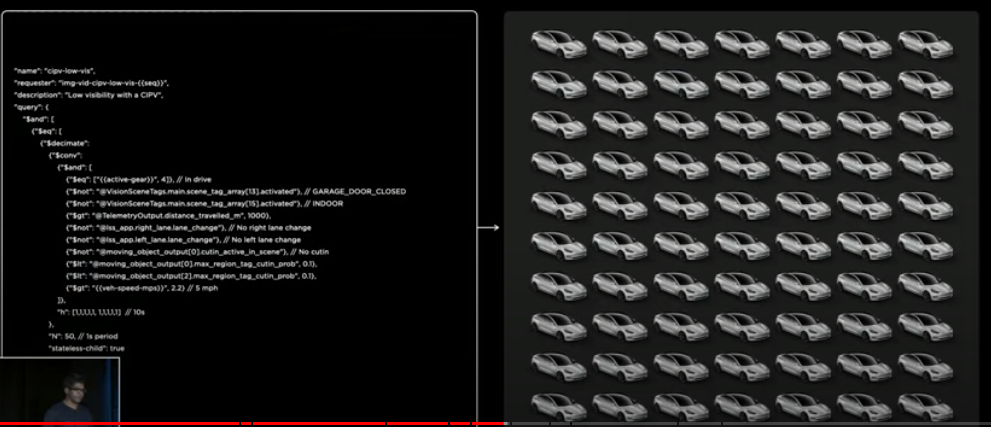 "name": "cipv-low-vis",
"requester": "img-vid-cipv-low-vis-{{seq}}",
"description": "Low visibility with a CIPV",
"query": {
"$and": [
{"$eq": [
{"$decimate":
{"$conv":
{"$and": [
{"$eq": ["{{active-gear}}", 4]}, // In drive
{"$not": "@VisionSceneTags.main.scene_tag_array[13].activated"}, // GARAGE_DOOR_CLOSED
{"$not": "@VisionSceneTags.main.scene_tag_array[15].activated"}, // INDOOR
{"$gt": "@TelemetryOutput.distance_travelled_m", 1000},
{"$not": "@lss_app.right_lane.lane_change"}, // No right lane change
{"$not": "@lss_app.left_lane.lane_change"}, // No left lane change
{"$not": "@moving_object_output[0].cutin_active_in_scene"}, // No cutin
{"$lt": "@moving_object_output[0].max_region_tag_cutin_prob", 0.1},
{"$lt": "@moving_object_output[2].max_region_tag_cutin_prob", 0.1},
{"$gt": "{{veh-speed-mps}}", 2.2} // 5 mph
]},
"h": [1,1,1,1,1, 1,1,1,1,1] // 10s
},
"N": 50, // 1s period
"stateless-child": true